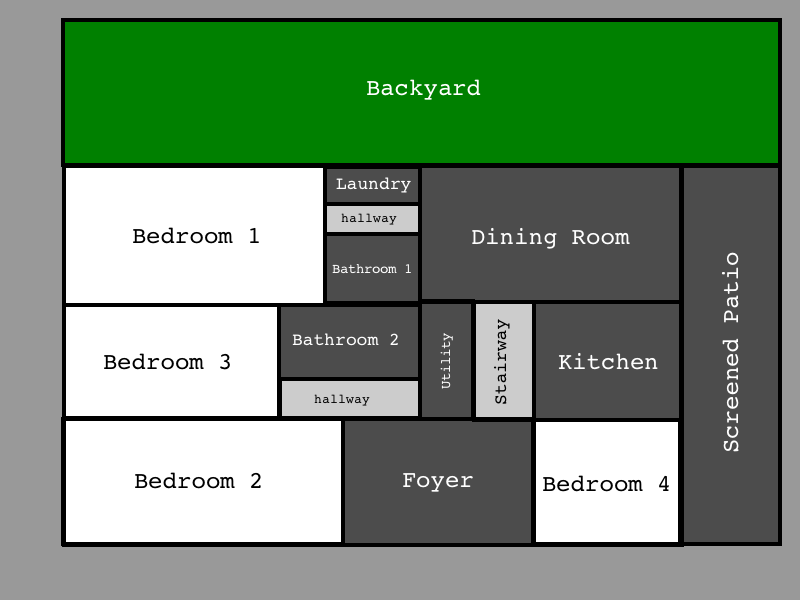 Backyard
Laundry
hallway
Bedroom 1
Dining Room
Bathroom 1
Screened Patio
Bathroom 2
Utility
Stairway
Kitchen
Bedroom 3
hallway
Bedroom 2
Foyer
Bedroom 4